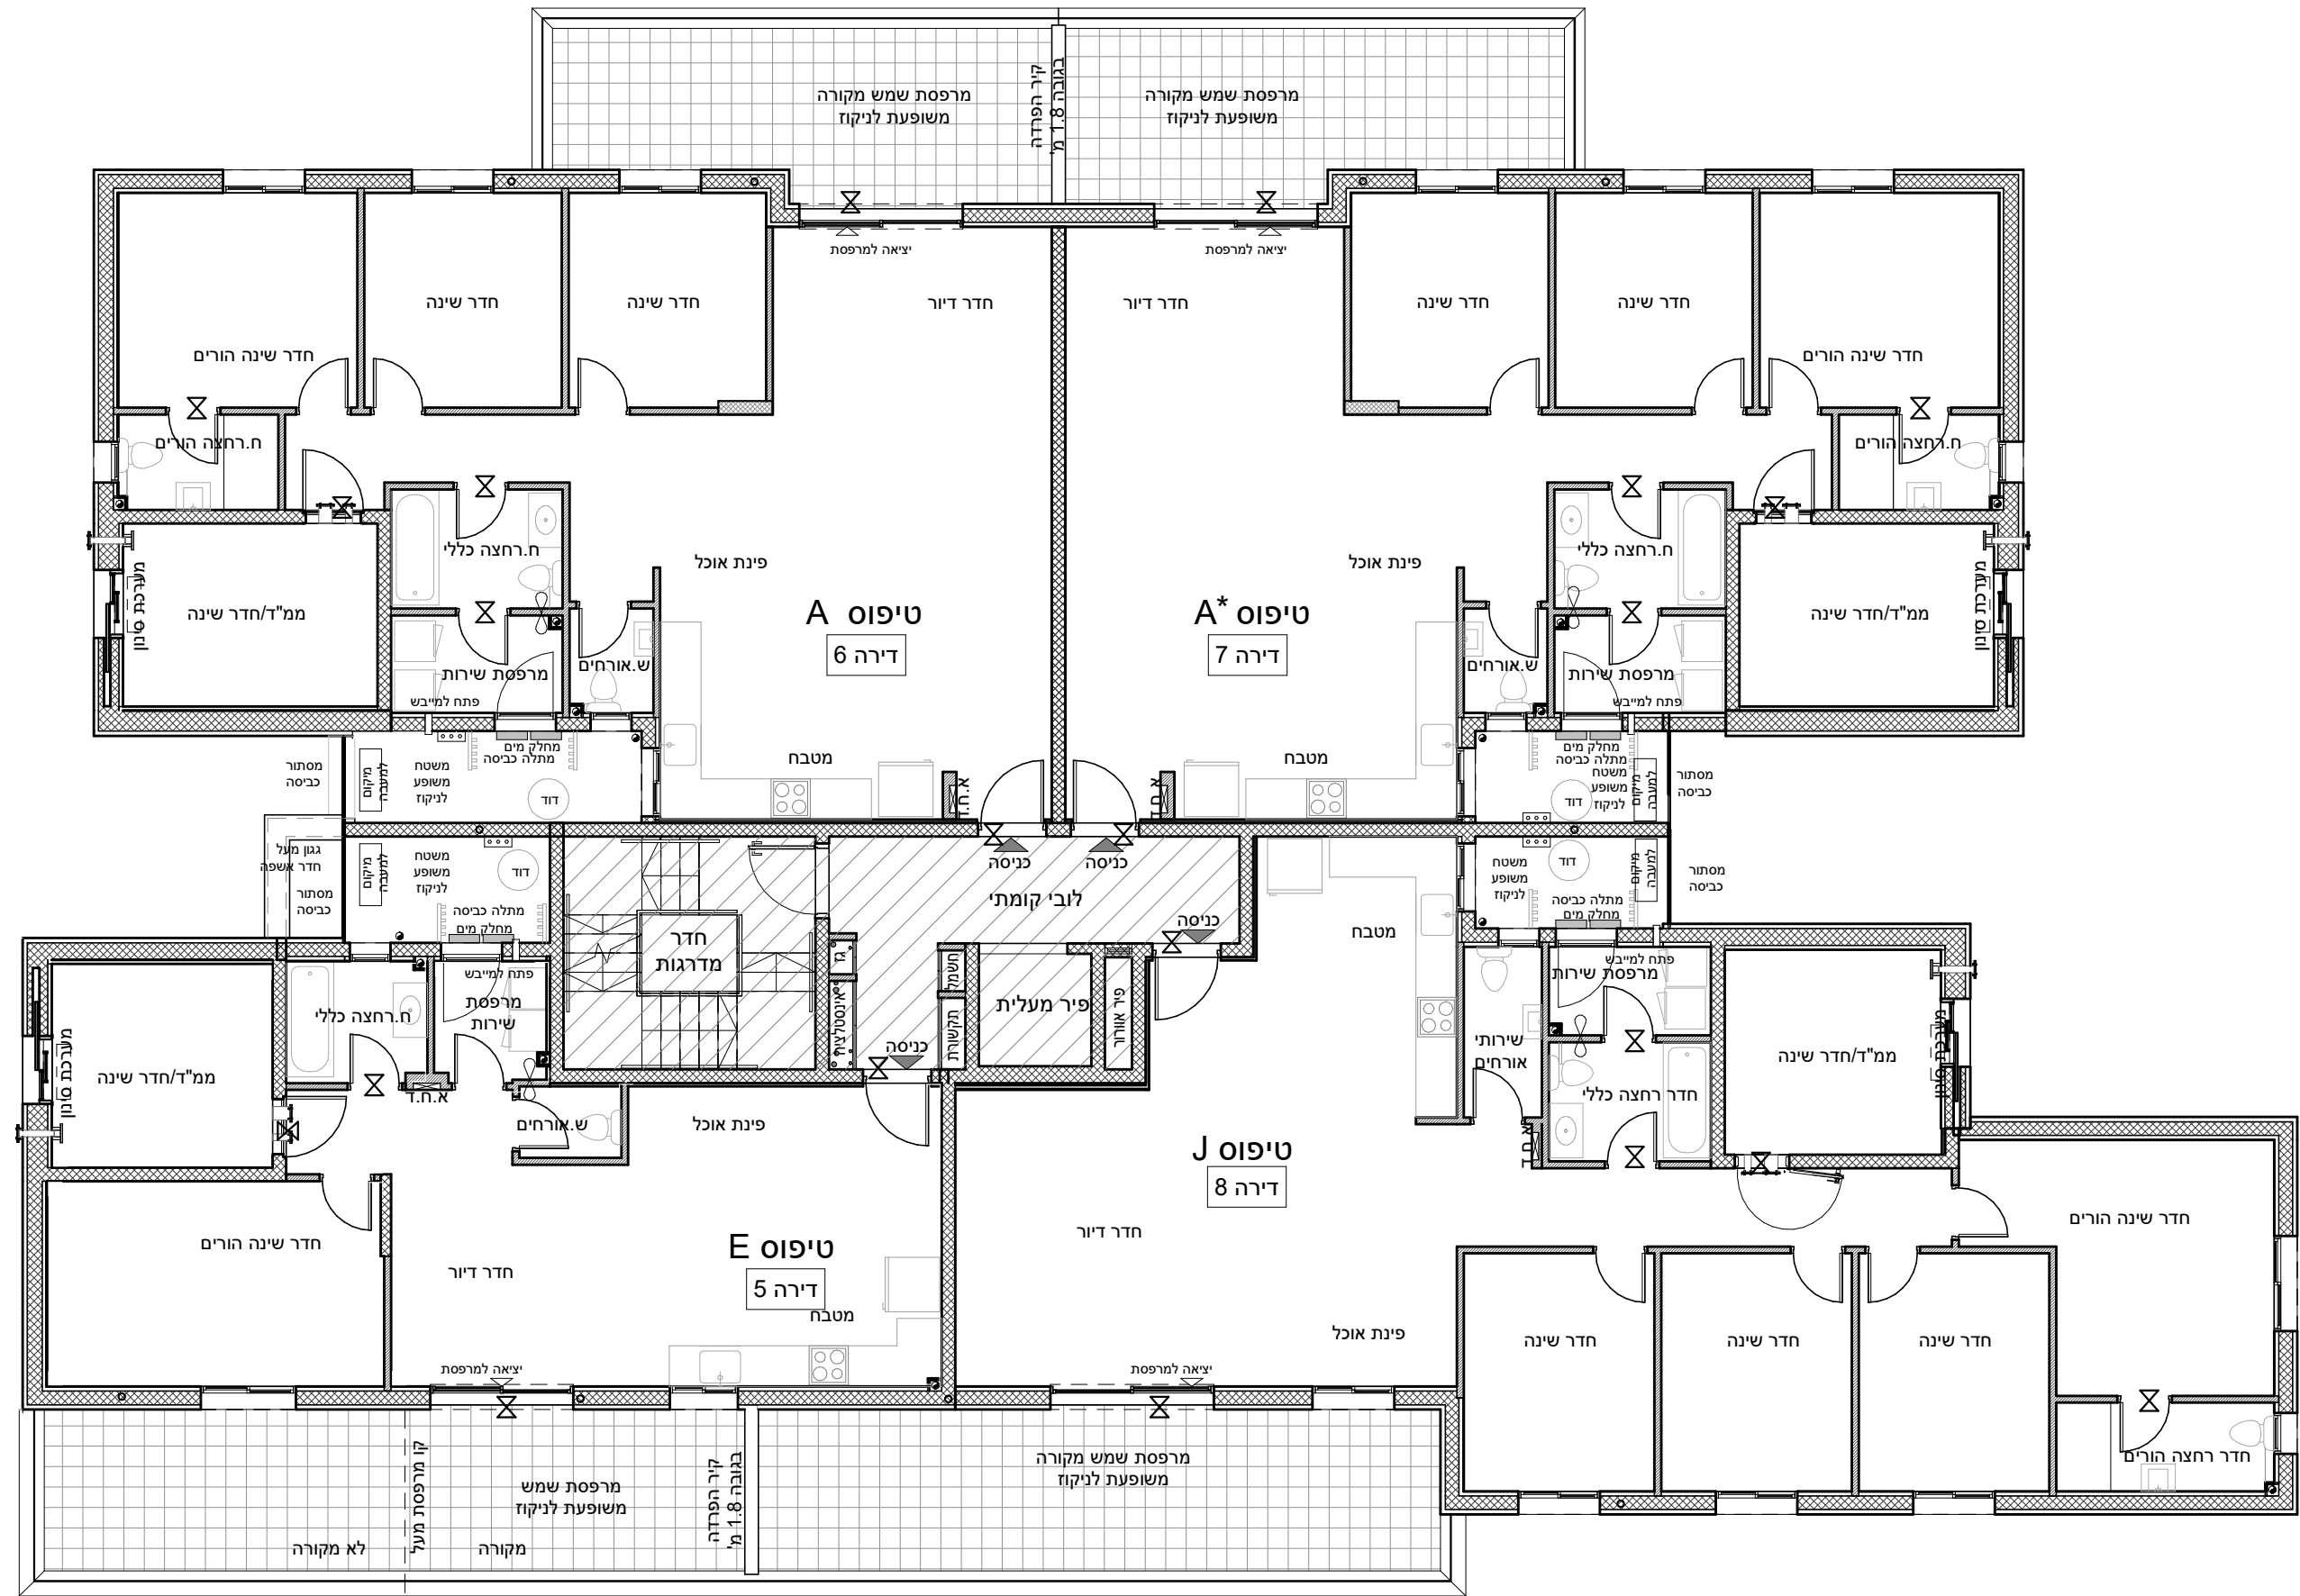 מרפסת שמש מקורה
משופעת לניקוז
קיר הפרדה
בגובה 1.8 מ'
מרפסת שמש מקורה
משופעת לניקוז
יציאה למרפסת
יציאה למרפסת
חדר שינה הורים
חדר שינה
חדר שינה
חדר דיור
חדר דיור
חדר שינה
חדר שינה
חדר שינה הורים
ח.רחצה הורים
ח.רחצה הורים
ח.רחצה כללי
פינת אוכל
פינת אוכל
ח.רחצה כללי
מערכת סינון
ממ"ד/חדר שינה
טיפוס A
דירה 6
טיפוס A*
דירה 7
ממ"ד/חדר שינה
מערכת סינון
מרפסת שירות
פתח למייבש
ש.אורחים
ש.אורחים
מרפסת שירות
פתח למייבש
מסתור
כביסה
מיקום
למעבה
משטח
משופע
לניקוז
מחלק מים
מתלה כביסה
דוד
מטבח
א.ח.ד
א.ח.ד
מטבח
מחלק מים
מתלה כביסה
משטח
משופע
לניקוז
דוד
מיקום
למעבה
מסתור
כביסה
גגון מעל
חדר אשפה
מסתור
כביסה
מיקום
למעבה
משטח
משופע
לניקוז
דוד
מתלה כביסה
מחלק מים
כניסה
כניסה
לובי קומתי
כניסה
חדר
מדרגות
גז
אינסטלציה
חשמל
תקשורת
פיר מעלית
פיר אוורור
כניסה
מטבח
משטח
משופע
לניקוז
דוד
מיקום
למעבה
מתלה כביסה
מחלק מים
מסתור
כביסה
פתח למייבש
מרפסת
שירות
ח.רחצה כללי
מערכת סינון
ממ"ד/חדר שינה
א.ח.ד
ש.אורחים
פינת אוכל
פתח למייבש
מרפסת שירות
שירותי
אורחים
חדר רחצה כללי
א.ח.ד
ממ"ד/חדר שינה
מערכת סינון
טיפוס J
דירה 8
חדר דיור
חדר שינה הורים
חדר שינה הורים
חדר דיור
טיפוס E
דירה 5
מטבח
פינת אוכל
חדר שינה
חדר שינה
חדר שינה
יציאה למרפסת
יציאה למרפסת
קו מרפסת מעל
מרפסת שמש
משופעת לניקוז
לא מקורה
מקורה
קיר הפרדה
בגובה 1.8 מ'
מרפסת שמש מקורה
משופעת לניקוז
חדר רחצה הורים